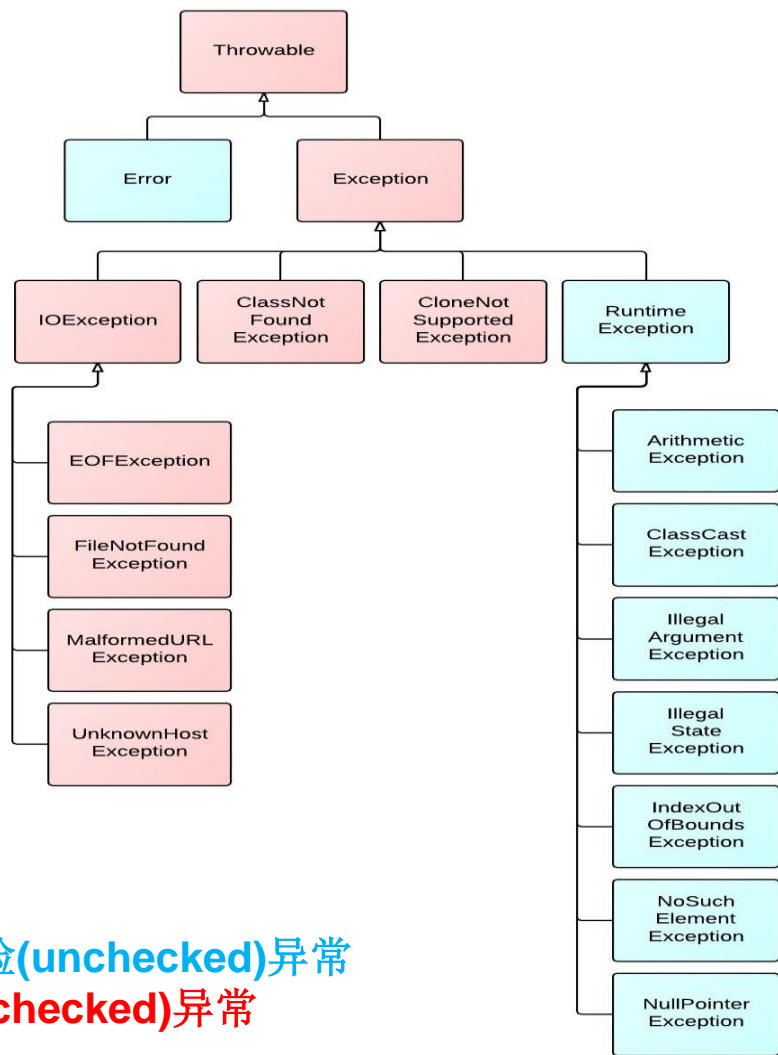 Throwable
Error
Exception
IOException
ClassNot
Found
Exception
CloneNot
Supported
Exception
Runtime
Exception
EOFException
FileNotFound
Exception
MalformedURL
Exception
UnknownHost
Exception
Arithmetic
Exception
ClassCast
Exception
Illegal
Argument
Exception
Illegal
State
Exception
IndexOut
OfBounds
Exception
NoSuch
Element
Exception
NullPointer
Exception
(unchecked)异常
checked)异常